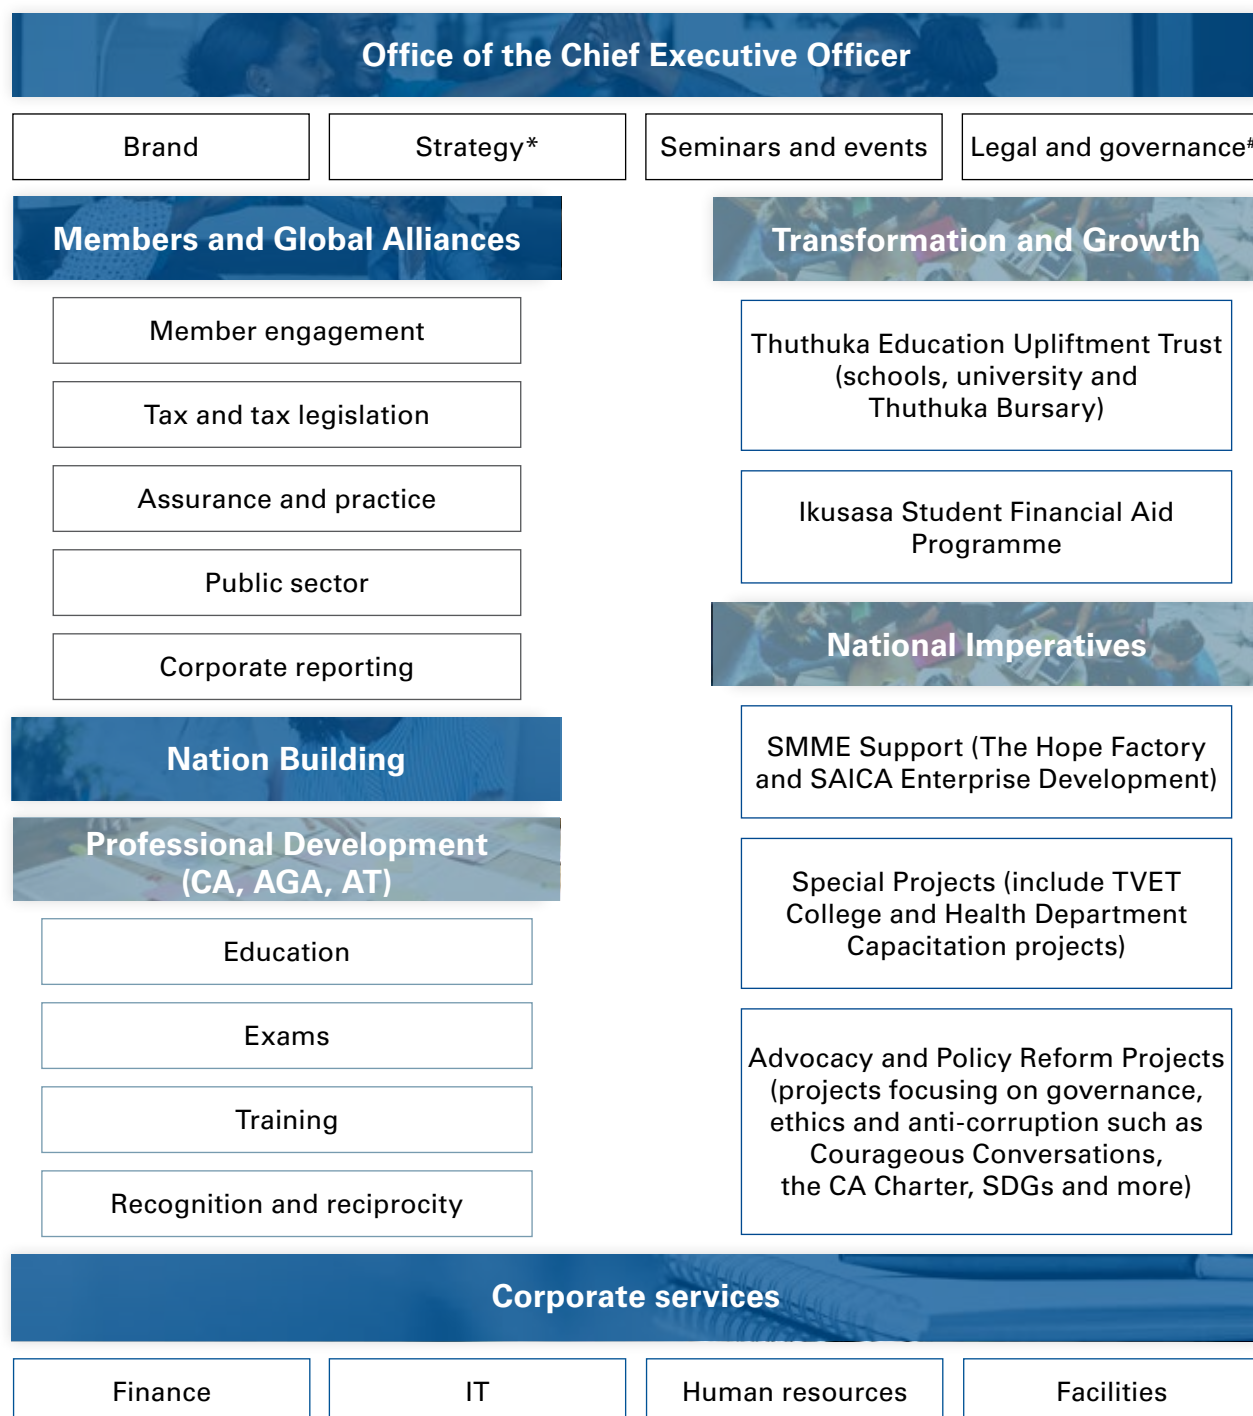 Office of the Chief Executive Officer
Brand
Strategy*
Seminars and events
Legal and governance#
Members and Global Alliances
Member engagement
Tax and tax legislation
Assurance and practice
Public sector
Corporate reporting
Nation Building
Professional Development
(CA, AGA, AT)
Education
Exams
Training
Recognition and reciprocity
Transformation and Growth
Thuthuka Education Upliftment Trust
(schools, university and
Thuthuka Bursary)
Ikusasa Student Financial Aid
Programme
National Imperatives
SMME Support (The Hope Factory
and SAICA Enterprise Development)
Special Projects (include TVET
College and Health Department
Capacitation projects)
Advocacy and Policy Reform Projects
(projects focusing on governance,
ethics and anti-corruption such as
Courageous Conversations,
the CA Charter, SDGs and more)
Corporate services
Finance
IT
Human resources
Facilities